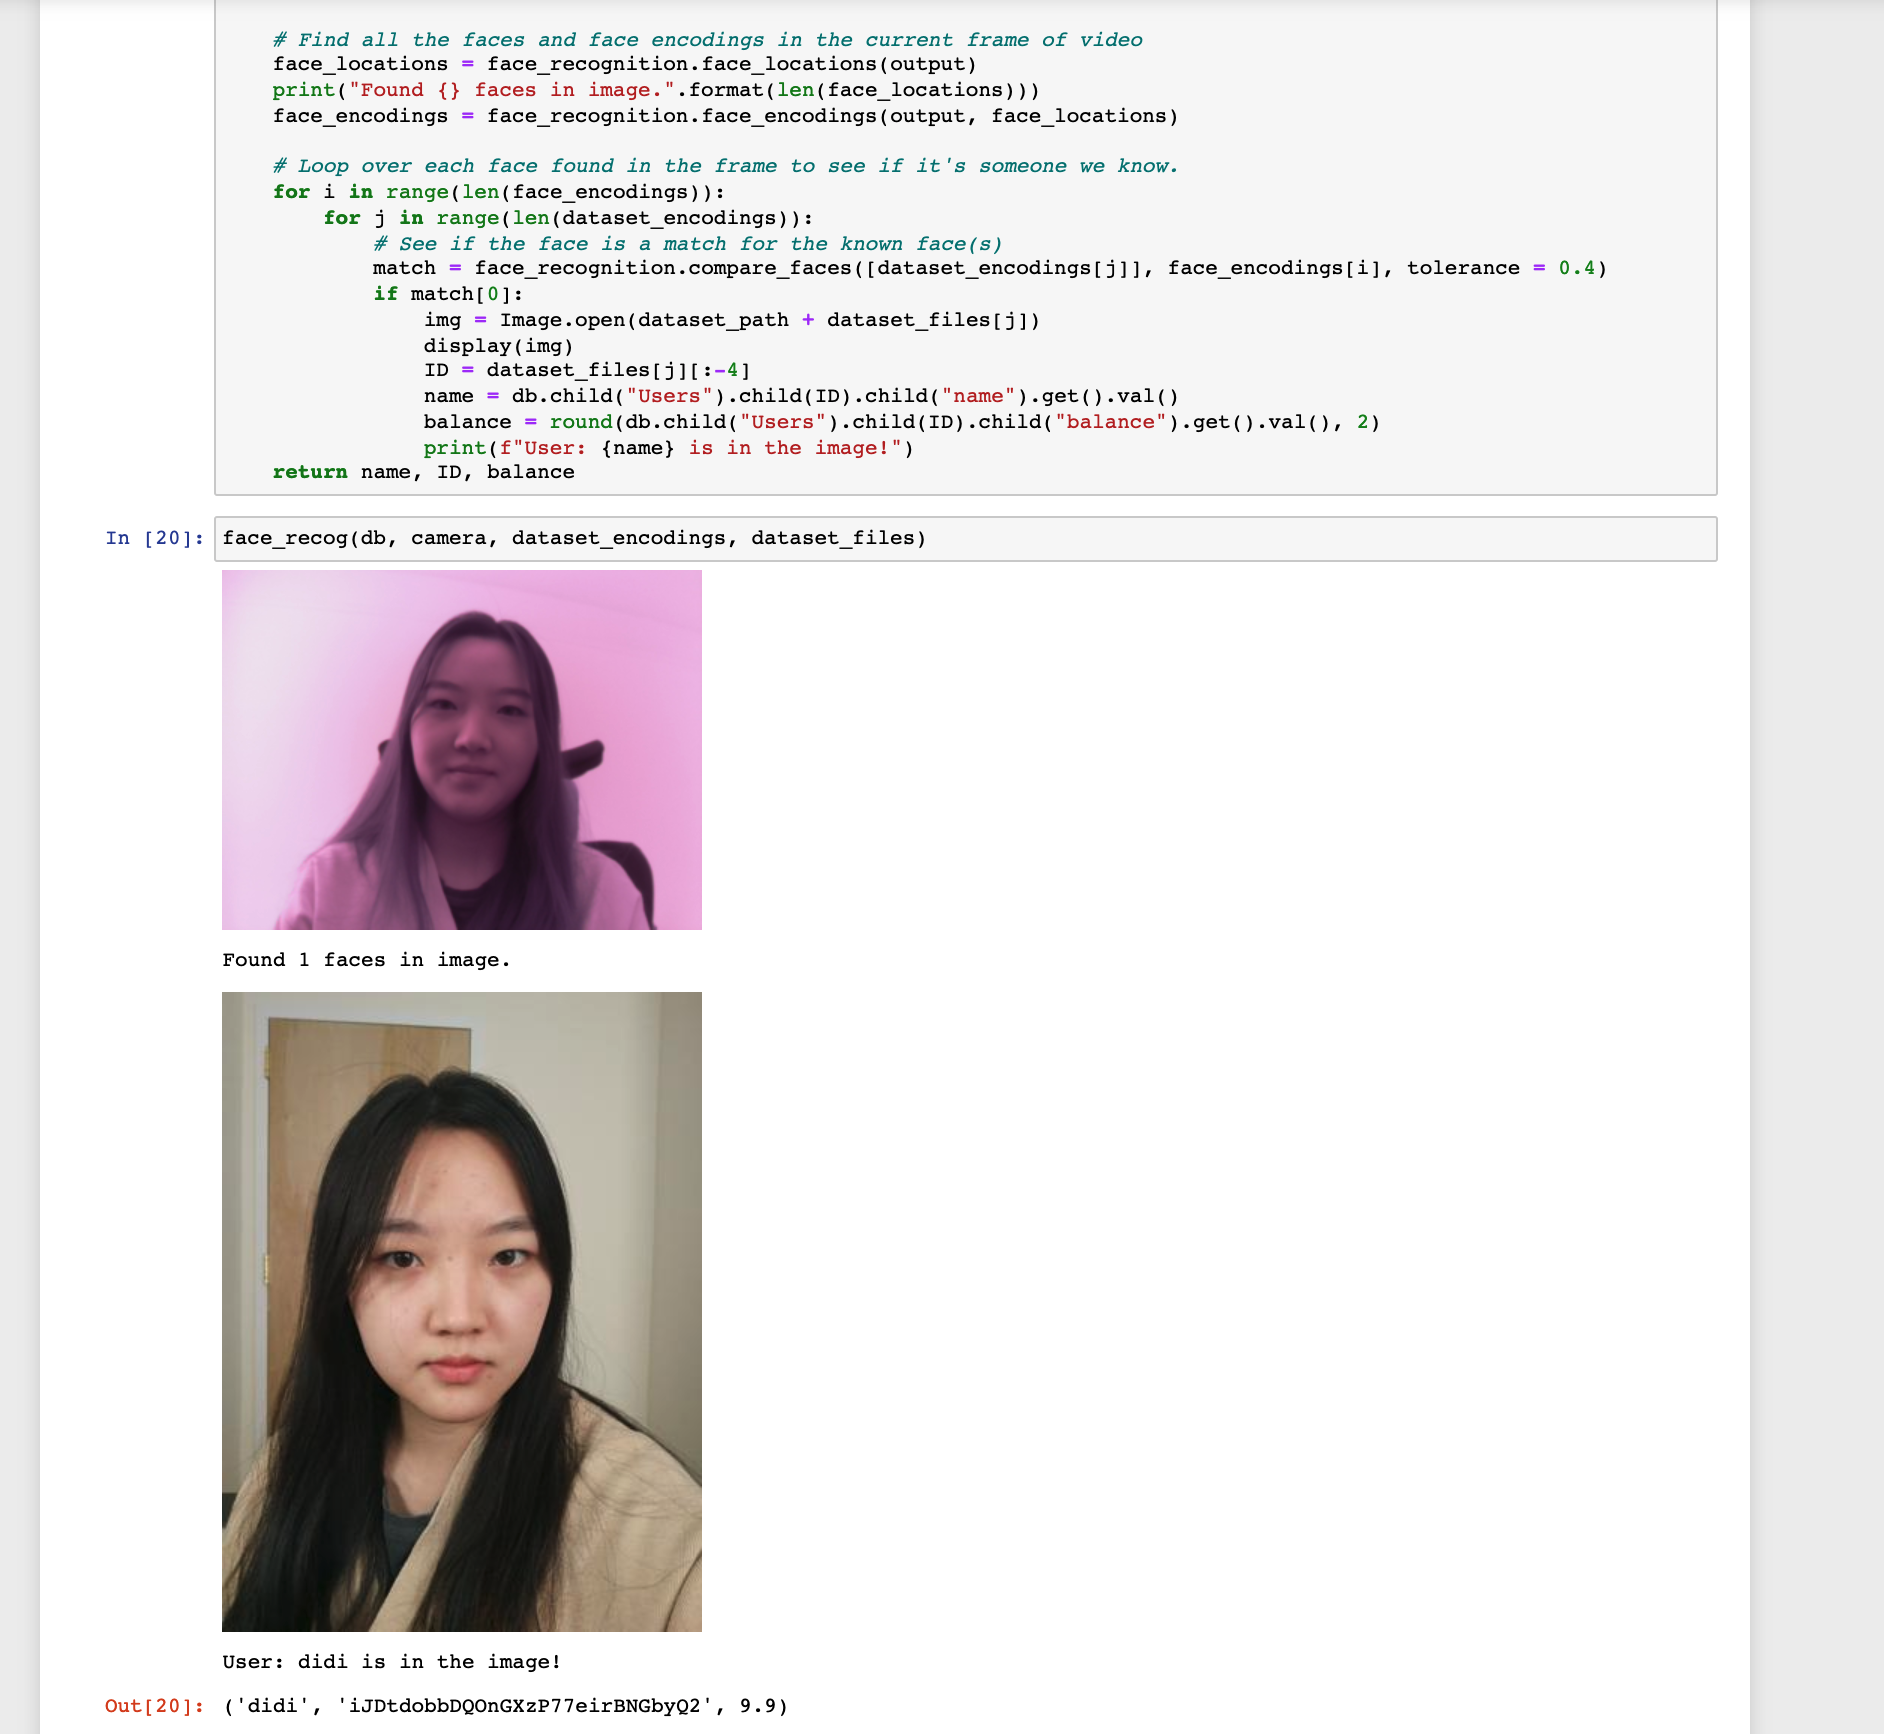 # Find all the faces and face encodings in the current frame of video
face_locations = face_recognition.face_locations(output)
print("Found {} faces in image.".format(len(face_locations)))
face_encodings = face_recognition.face_encodings(output, face_locations)
# Loop over each face found in the frame to see if it's someone we know.
for i in range(len(face_encodings)):
for j in range(len(dataset_encodings)):
# See if the face is a match for the known face(s)
match = face_recognition.compare_faces([dataset_encodings[j]], face_encodings[i], tolerance = 0.4)
if match[0]:
img = Image.open(dataset_path + dataset_files[j])
display(img)
ID = dataset_files[j][:-4]
name = db.child("Users").child(ID).child("name").get().val()
balance = round(db.child("Users").child(ID).child("balance").get().val(), 2)
print(f"User: {name} is in the image!")
return name, ID, balance
In [20]: face_recog(db, camera, dataset_encodings, dataset_files)
Found 1 faces in image.
User: didi is in the image!
Out[20]: ('didi', 'iJDtdobbDQOnGXzP77eirBNGbyQ2', 9.9)